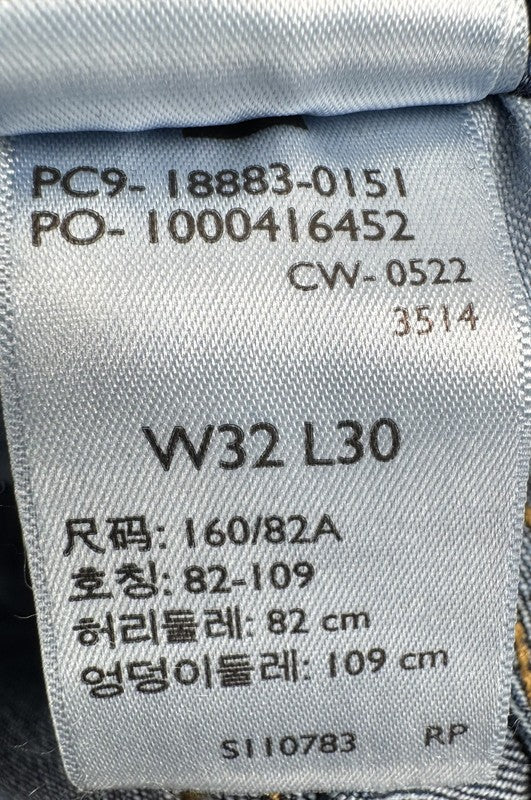 PC9- 18883-0151
PO- 1000416452
CW- 0522
3514
W32 L30
尺码: 160/82A
호칭: 82-109
허리둘레: 82 cm
엉덩이둘레: 109 cm
S110783 RP